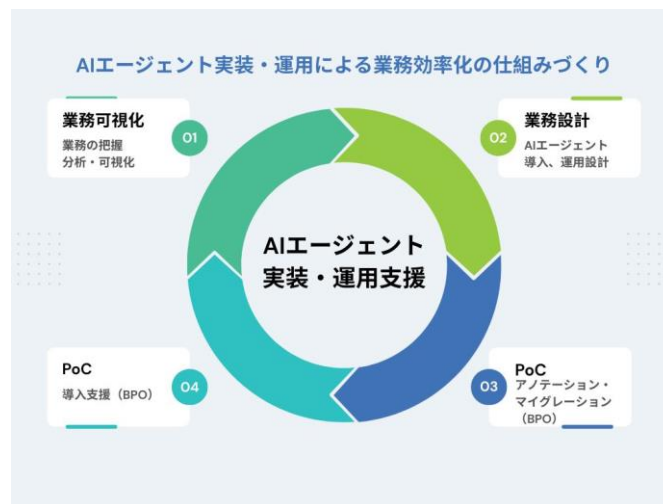 AIエージェント実装・運用による業務効率化の仕組みづくり
業務可視化
業務の把握
分析・可視化
01
02
業務設計
AIエージェント
導入、運用設計
AIエージェント
実装・運用支援
PoC
導入支援（BPO）
04
03
PoC
アノテーション・
マイグレーション
（BPO）